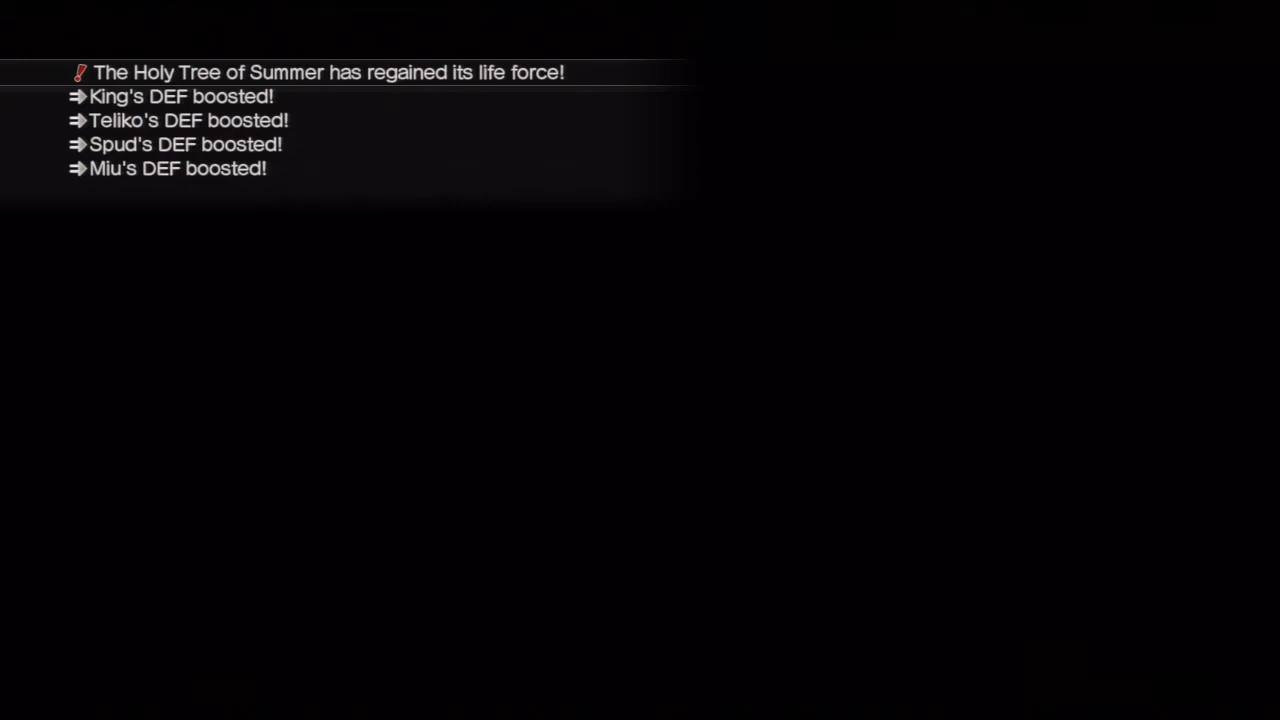 The Holy Tree of Summer has regained its life force!
⇒King's DEF boosted!
⇒Teliko's DEF boosted!
⇒Spud's DEF boosted!
⇒Miu's DEF boosted!